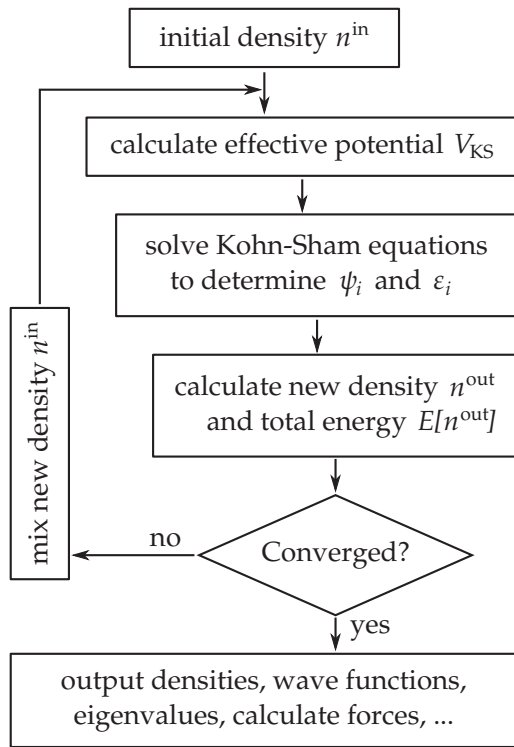 initial density nⁱⁿ
calculate effective potential V_KS
solve Kohn-Sham equations
to determine ψᵢ and εᵢ
calculate new density nᵒᵘᵗ
and total energy E[nᵒᵘᵗ]
mix new density nⁱⁿ
Converged?
no
yes
output densities, wave functions,
eigenvalues, calculate forces, ...